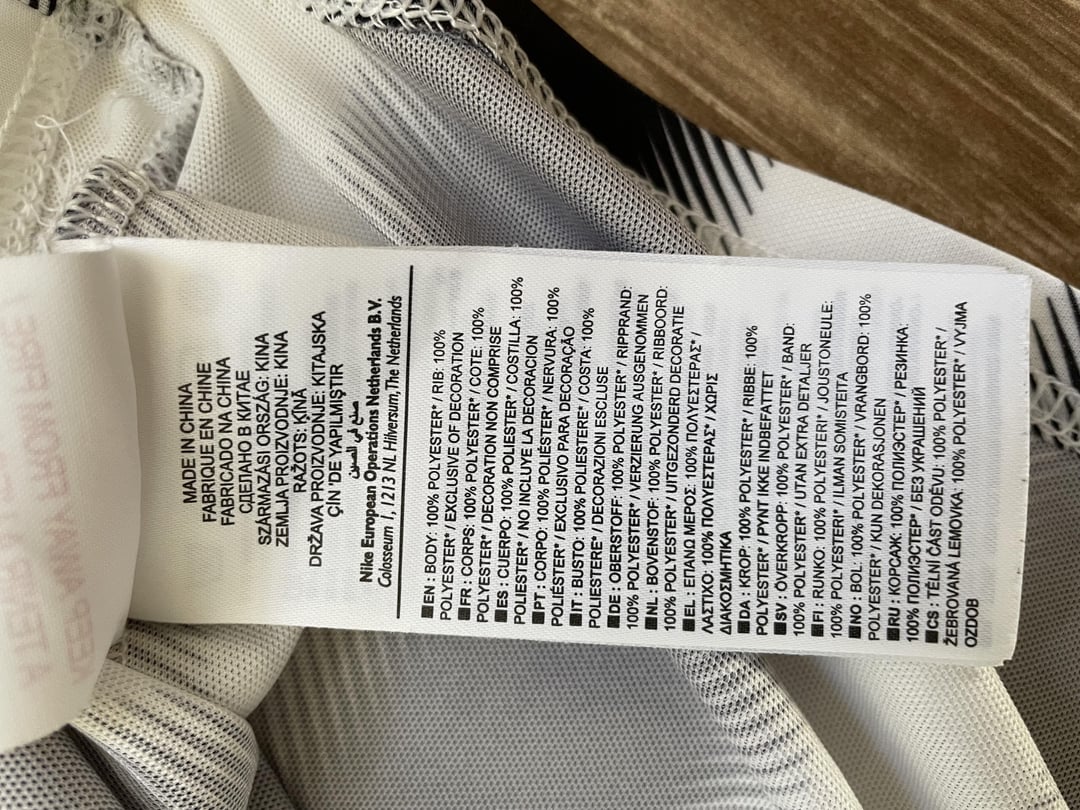 MADE IN CHINA
FABRIQUE EN CHINE
FABRICADO NA CHINA
СДЕЛАНО В КИТАЕ
SZÁRMAZÁSI ORSZÁG: KINA
ZEMLJA PROIZVODNJE: KINA
RAŽOTS: ĶĪNĀ
DRŽAVA PROIZVODNJE: KITAJSKA
ÇİN'DE YAPILMIŞTIR
صنع في الصين
Nike European Operations Netherlands B.V.
Colosseum 1, 1213 NL Hilversum, The Netherlands
EN : BODY: 100% POLYESTER* / RIB: 100%
POLYESTER* / EXCLUSIVE OF DECORATION
FR : CORPS: 100% POLYESTER* / COTE: 100%
POLYESTER* / DECORATION NON COMPRISE
ES : CUERPO: 100% POLIESTER* / COSTILLA: 100%
POLIESTER* / NO INCLUYE LA DECORACION
PT : CORPO: 100% POLIÉSTER* / NERVURA: 100%
POLIÉSTER* / EXCLUSIVO PARA DECORAÇÃO
IT : BUSTO: 100% POLIESTERE* / COSTA: 100%
POLIESTERE* / DECORAZIONI ESCLUSE
DE : OBERSTOFF: 100% POLYESTER* / RIPPRAND:
100% POLYESTER* / VERZIERUNG AUSGENOMMEN
NL : BOVENSTOF: 100% POLYESTER* / RIBBOORD:
100% POLYESTER* / UITGEZONDERD DECORATIE
EL : ΕΠΑΝΩ ΜΕΡΟΣ: 100% ΠΟΛΥΕΣΤΕΡΑΣ* /
ΛΑΣΤΙΧΟ: 100% ΠΟΛΥΕΣΤΕΡΑΣ* / ΧΩΡΙΣ
ΔΙΑΚΟΣΜΗΤΙΚΑ
DA : KROP: 100% POLYESTER* / RIBBE: 100%
POLYESTER* / PYNT IKKE INDBEFATTET
SV : ÖVERKROPP: 100% POLYESTER* / BAND:
100% POLYESTER* / UTAN EXTRA DETALJER
FI : RUNKO: 100% POLYESTERI* / JOUSTONEULE:
100% POLYESTERI* / ILMAN SOMISTEITA
NO : BOL: 100% POLYESTER* / VRANGBORD: 100%
POLYESTER* / KUN DEKORASJONEN
RU : КОРСАЖ: 100% ПОЛИЭСТЕР* / РЕЗИНКА:
100% ПОЛИЭСТЕР* / БЕЗ УКРАШЕНИЙ
CS : TĚLNÍ ČÁST ODĚVU: 100% POLYESTER* /
ŽEBROVANÁ LEMOVKA: 100% POLYESTER* / VYJMA
OZDOB
KEEP AWAY FROM FIRE